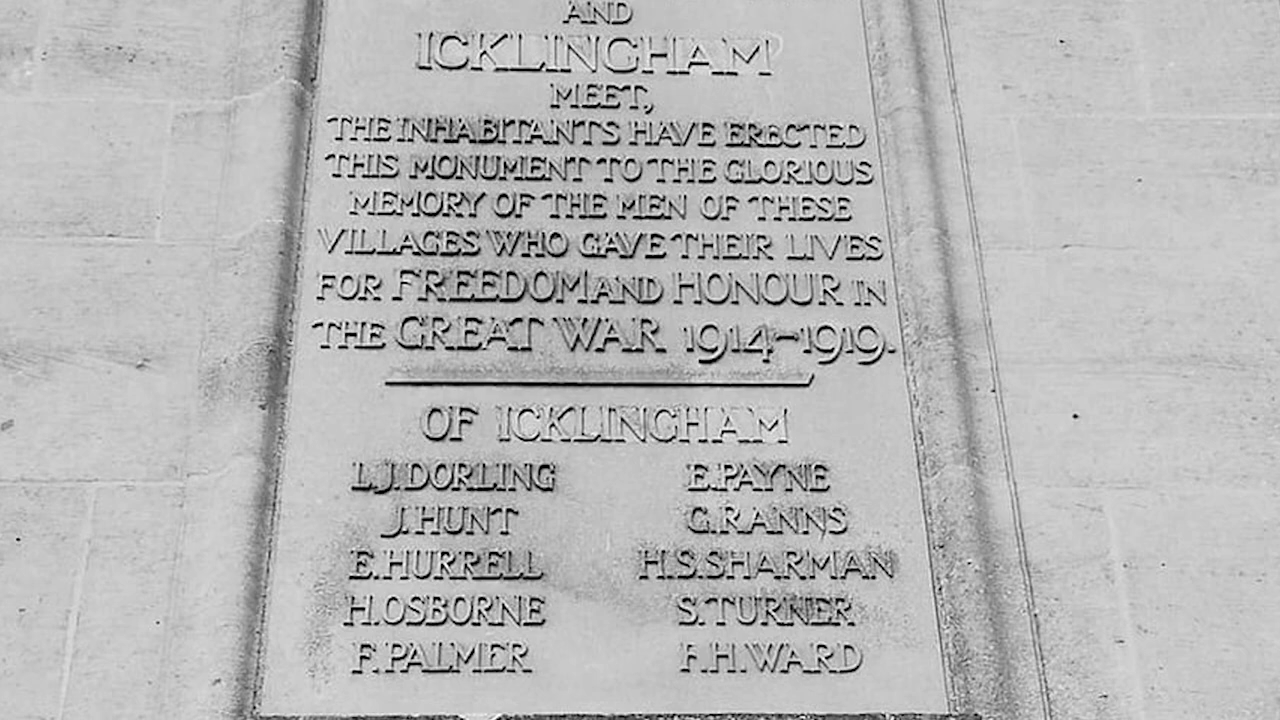 AND
ICKLINGHAM
MEET,
THE INHABITANTS HAVE ERECTED
THIS MONUMENT TO THE GLORIOUS
MEMORY OF THE MEN OF THESE
VILLAGES WHO GAVE THEIR LIVES
FOR FREEDOM AND HONOUR IN
THE GREAT WAR 1914-1919.
OF ICKLINGHAM
L.J.DORLING
J.HUNT
E.HURRELL
H.OSBORNE
F.PALMER
E.PAYNE
G.RANNS
H.S.SHARMAN
S.TURNER
F.H.WARD